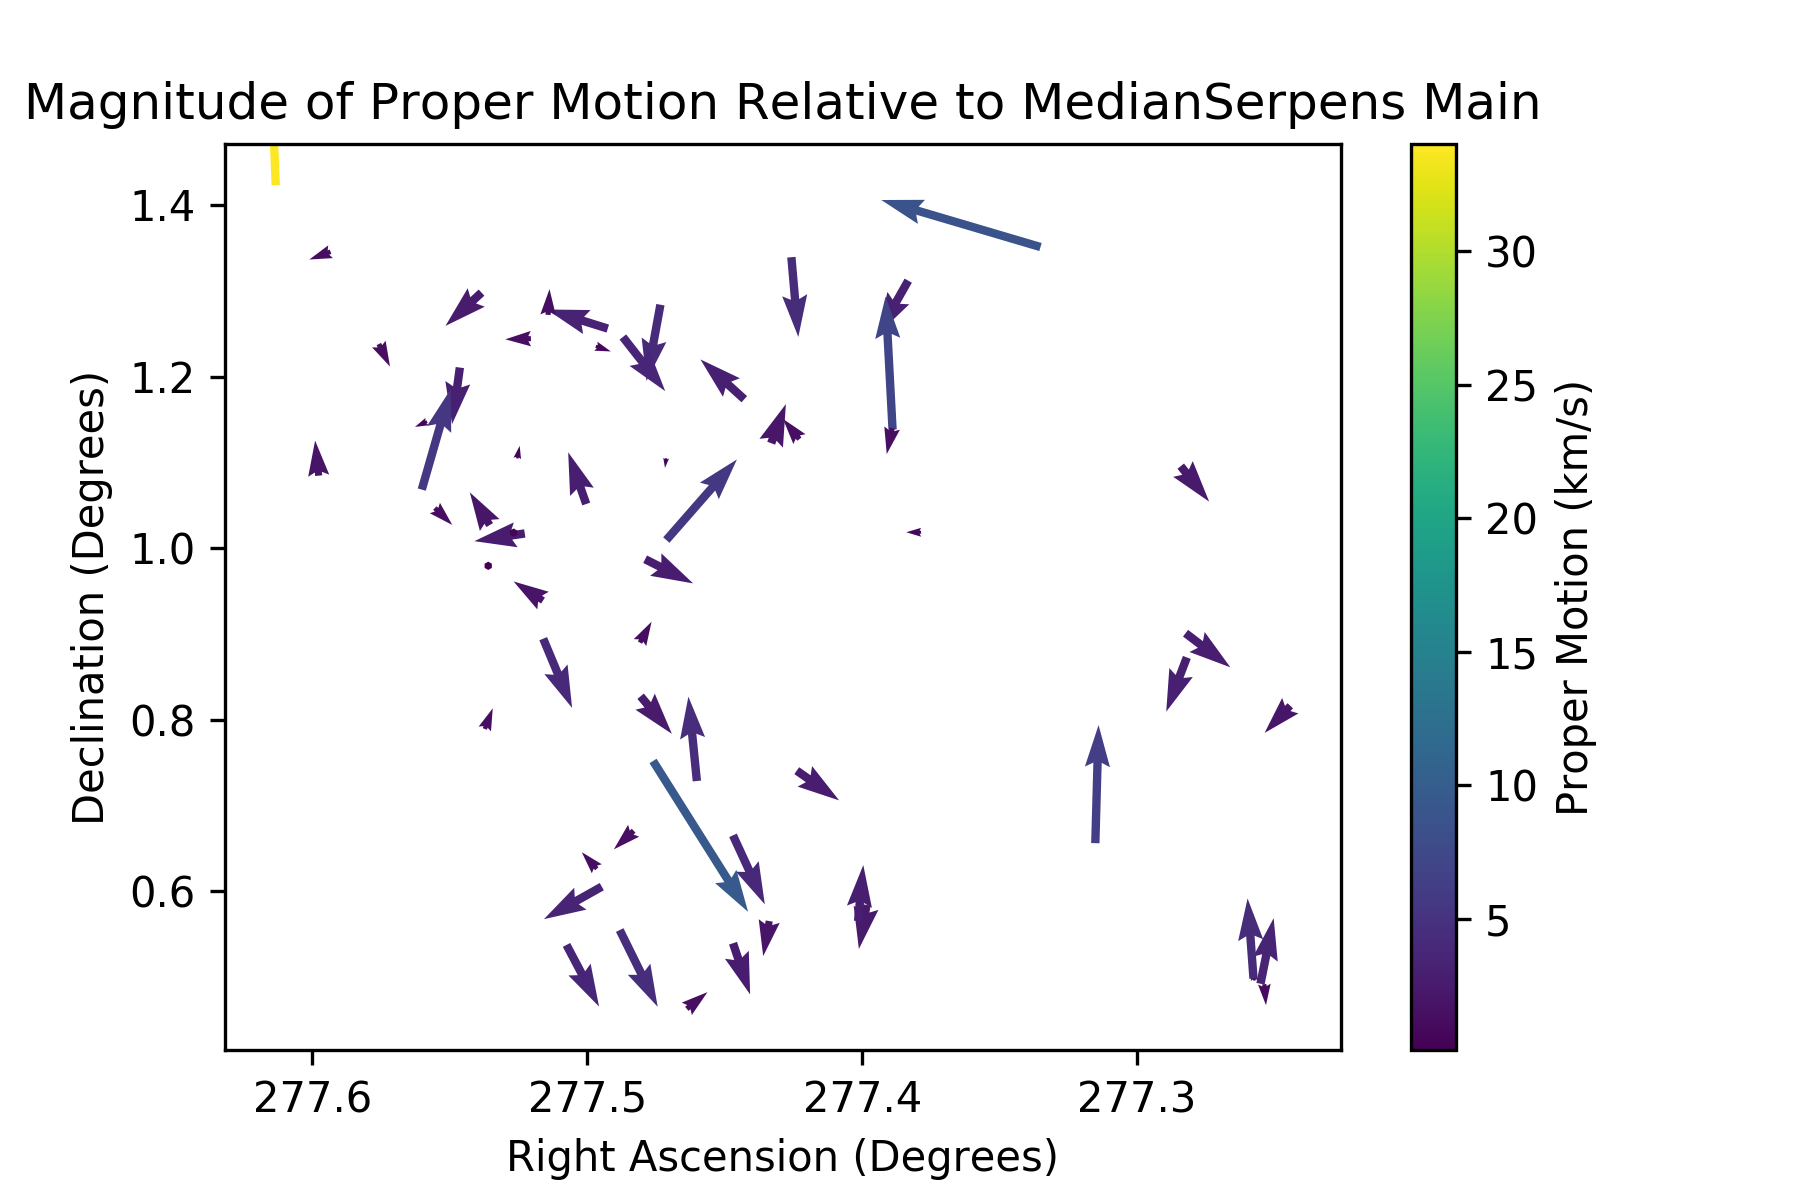 Magnitude of Proper Motion Relative to MedianSerpens Main
1.4
1.2
1.0
0.8
0.6
Declination (Degrees)
277.6 277.5 277.4 277.3
Right Ascension (Degrees)
30
25
20
15
10
5
Proper Motion (km/s)